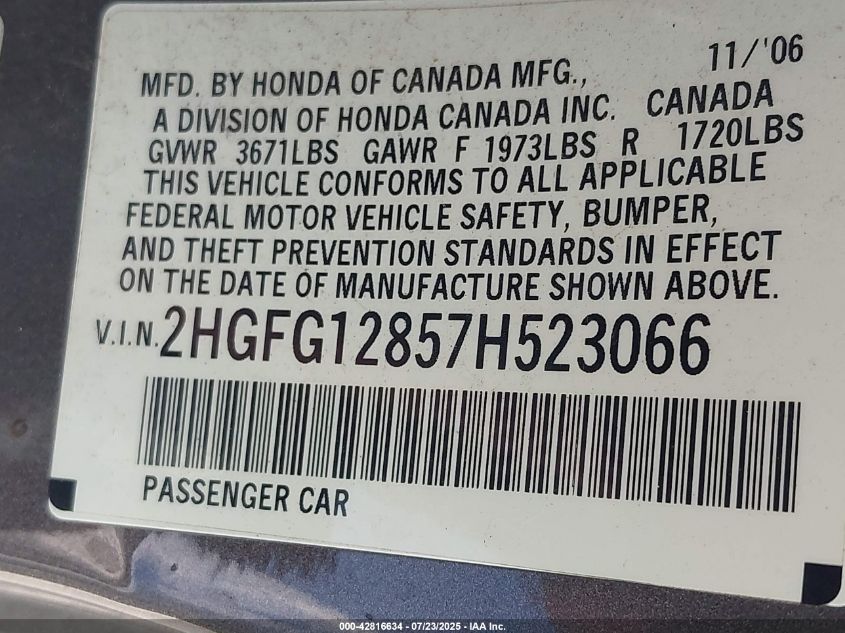 11/'06
MFD. BY HONDA OF CANADA MFG.,
A DIVISION OF HONDA CANADA INC. CANADA
GVWR 3671LBS GAWR F 1973LBS R 1720LBS
THIS VEHICLE CONFORMS TO ALL APPLICABLE
FEDERAL MOTOR VEHICLE SAFETY, BUMPER,
AND THEFT PREVENTION STANDARDS IN EFFECT
ON THE DATE OF MANUFACTURE SHOWN ABOVE.
V.I.N. 2HGFG12857H523066
PASSENGER CAR
000-42816634 / 07/23/2025 - IAA Inc.